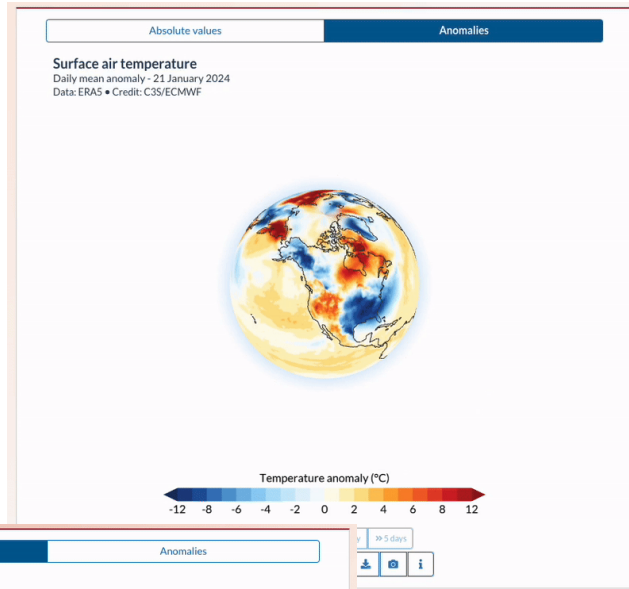 Absolute values Anomalies
Surface air temperature
Daily mean anomaly - 21 January 2024
Data: ERA5 • Credit: C3S/ECMWF
Temperature anomaly (°C)
-12 -8 -6 -4 -2 0 2 4 6 8 12
5 days
Anomalies
i